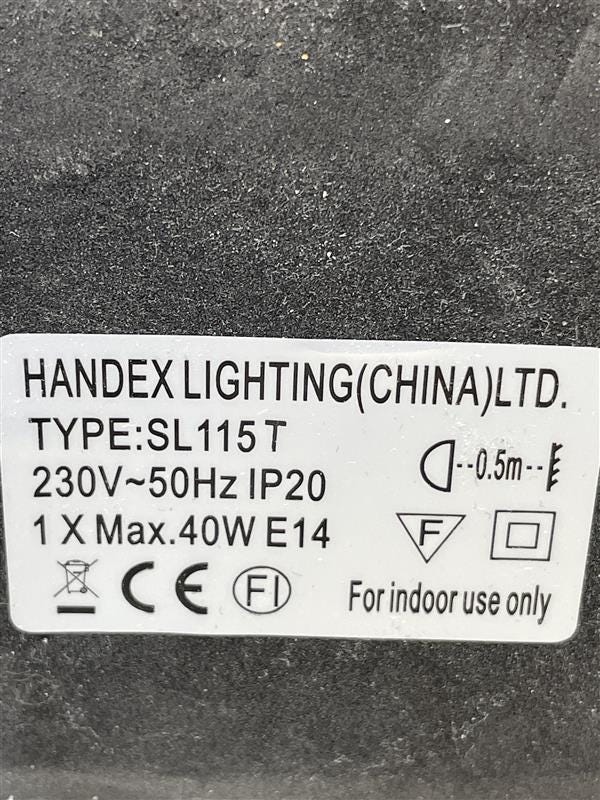 HANDEX LIGHTING(CHINA)LTD.
TYPE:SL115T
230V~50Hz IP20
--0.5m--
1 X Max.40W E14
F
CE
FI
For indoor use only